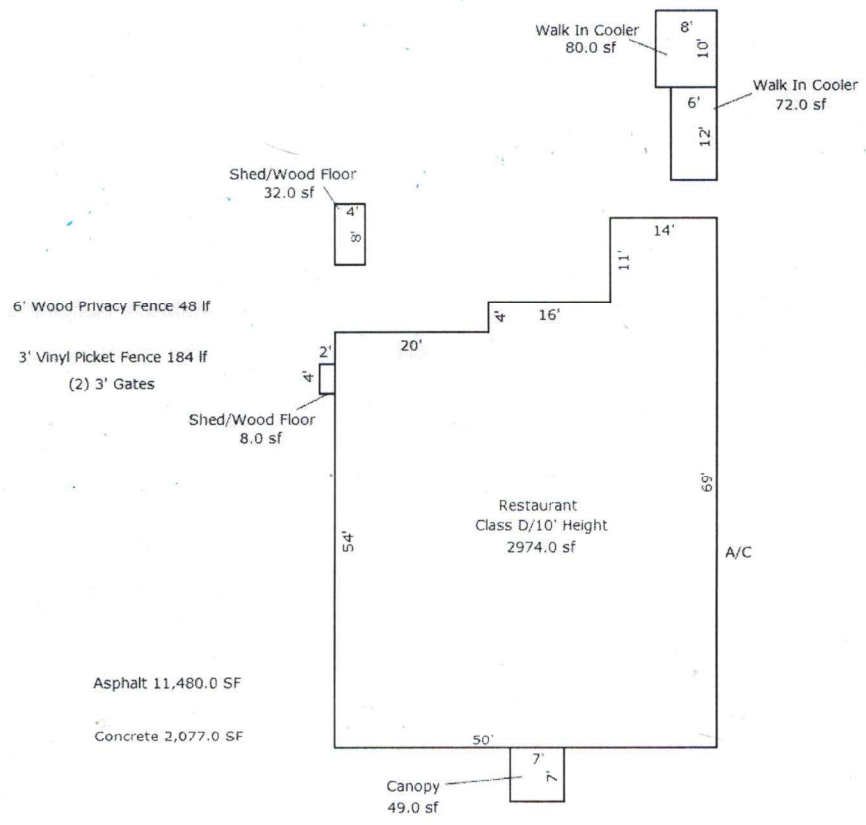 8'
10'
Walk In Cooler
80.0 sf
Walk In Cooler
72.0 sf
6'
12'
Shed/Wood Floor
32.0 sf
4'
8'
14'
11'
6' Wood Privacy Fence 48 lf
4'
16'
20'
3' Vinyl Picket Fence 184 lf
(2) 3' Gates
2'
4'
Shed/Wood Floor
8.0 sf
69'
Restaurant
Class D/10' Height
2974.0 sf
54'
A/C
Asphalt 11,480.0 SF
Concrete 2,077.0 SF
50'
7'
7'
Canopy
49.0 sf